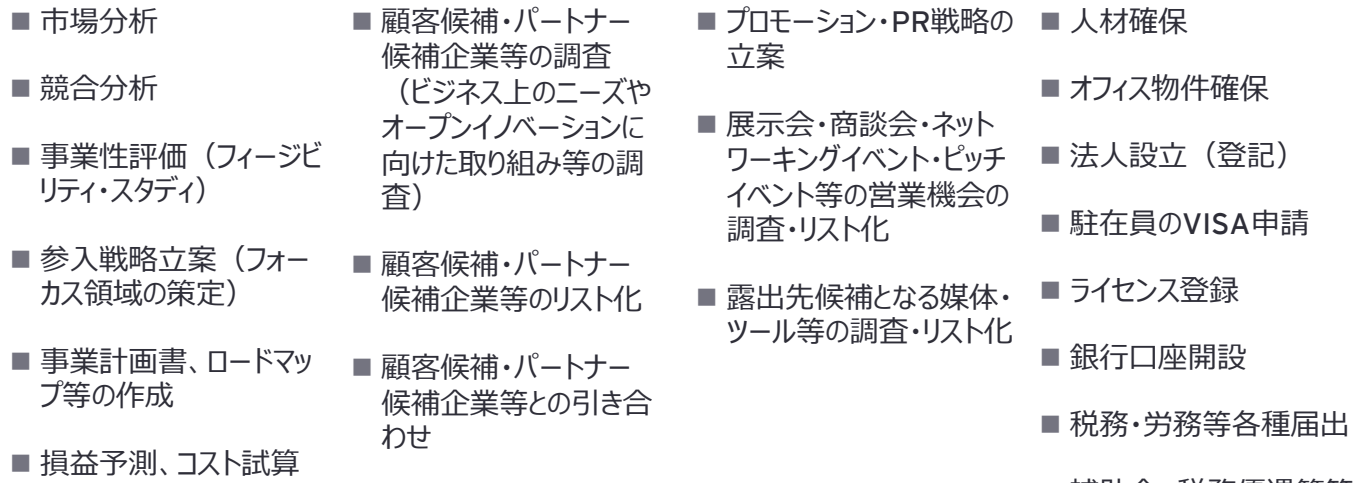 ■ 市場分析
■ 競合分析
■ 事業性評価（フィージビ
リティ・スタディ）
■ 参入戦略立案（フォー
カス領域の策定）
■ 事業計画書、ロードマッ
プ等の作成
■ 損益予測、コスト試算
■ 顧客候補・パートナー
候補企業等の調査
（ビジネス上のニーズや
オープンイノベーションに
向けた取り組み等の調
査）
■ 顧客候補・パートナー
候補企業等のリスト化
■ 顧客候補・パートナー
候補企業等との引き合
わせ
■ プロモーション・PR戦略の
立案
■ 展示会・商談会・ネット
ワーキングイベント・ピッチ
イベント等の営業機会の
調査・リスト化
■ 露出先候補となる媒体・
ツール等の調査・リスト化
■ 人材確保
■ オフィス物件確保
■ 法人設立（登記）
■ 駐在員のVISA申請
■ ライセンス登録
■ 銀行口座開設
■ 税務・労務等各種届出